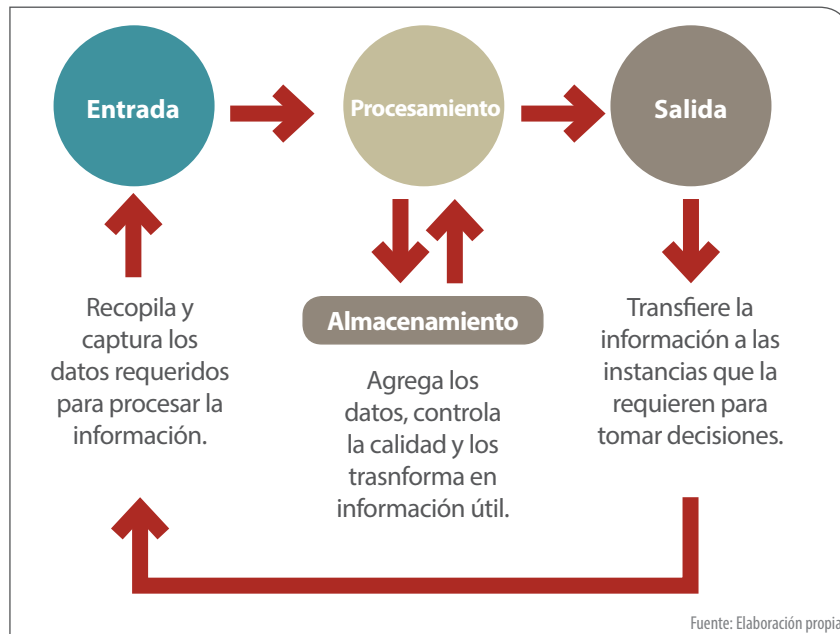 Entrada
Procesamiento
Salida
Recopila y
captura los
datos requeridos
para procesar la
información.
Almacenamiento
Agrega los
datos, controla
la calidad y los
trasnforma en
información útil.
Transfiere la
información a las
instancias que la
requieren para
tomar decisiones.
Fuente: Elaboración propia